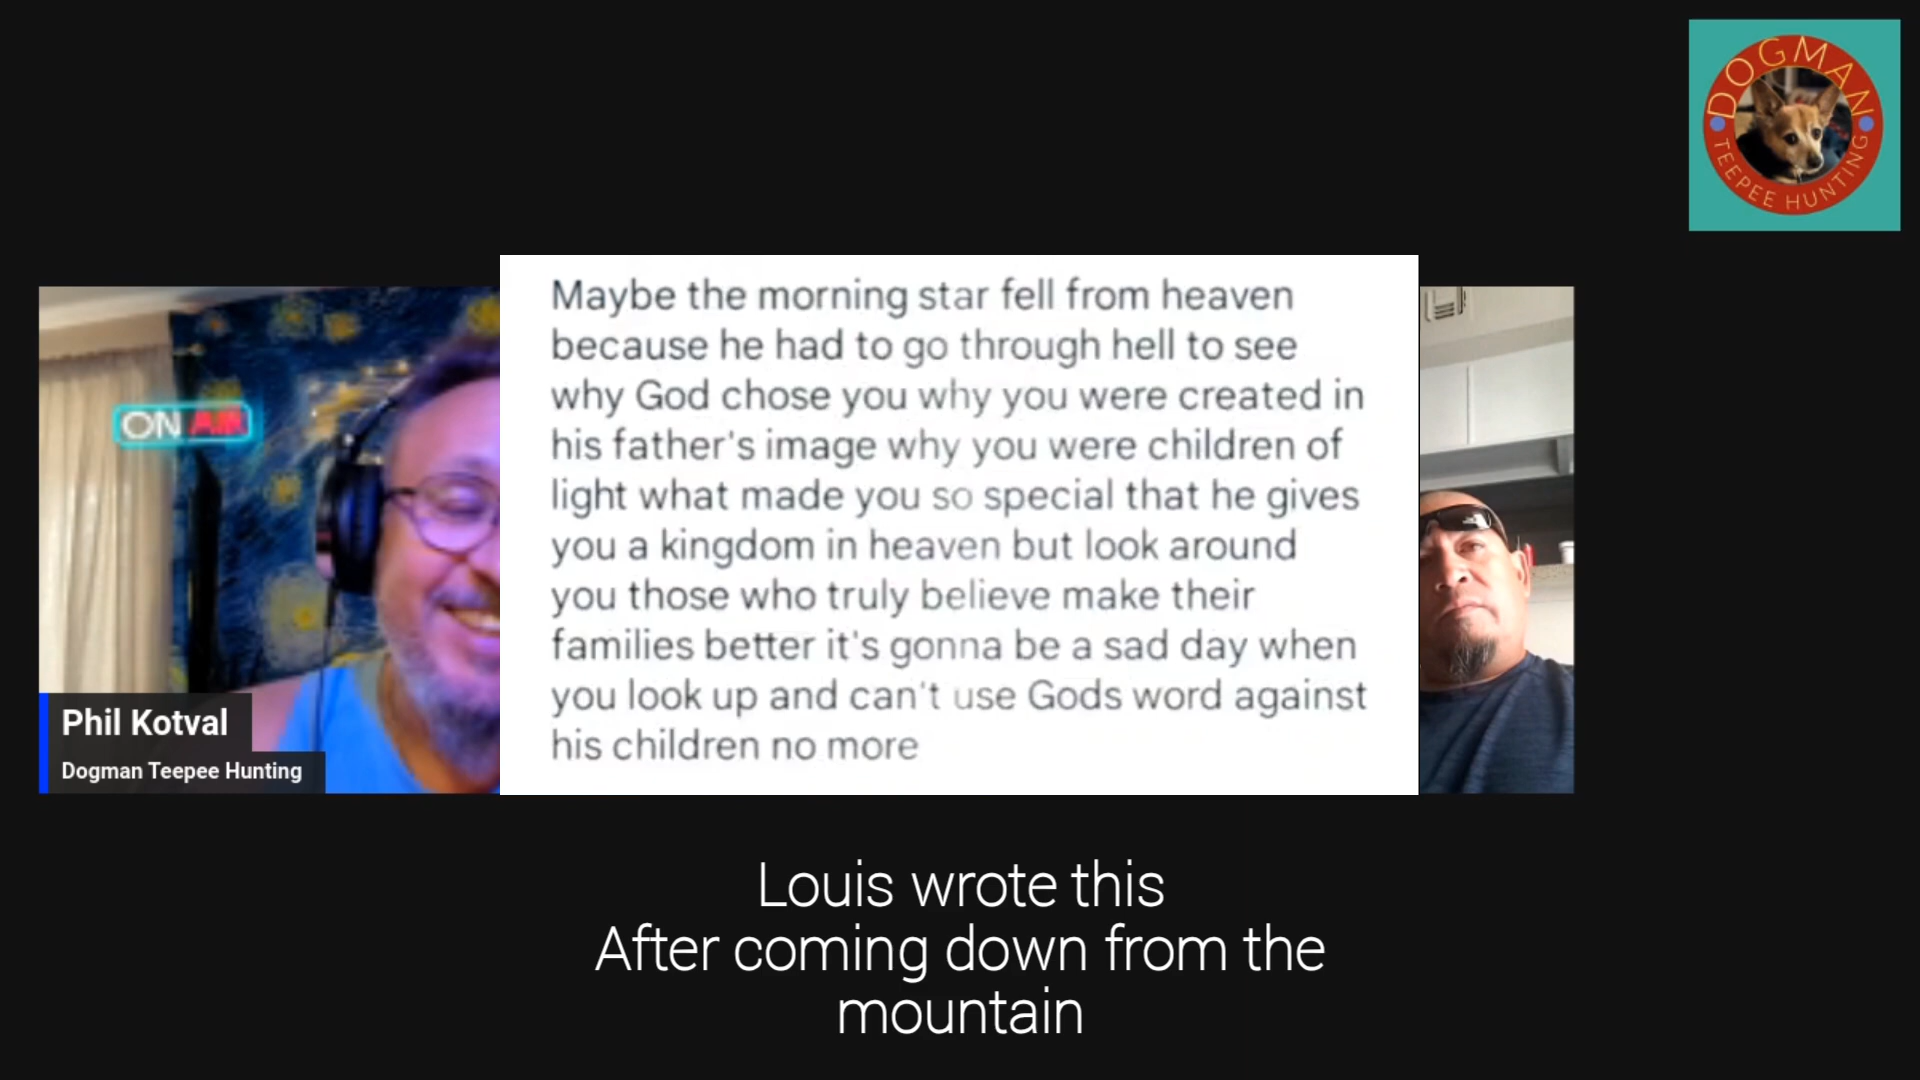 DOGMAN
TEEPEE HUNTING
ON AIR
Maybe the morning star fell from heaven
because he had to go through hell to see
why God chose you why you were created in
his father's image why you were children of
light what made you so special that he gives
you a kingdom in heaven but look around
you those who truly believe make their
families better it's gonna be a sad day when
you look up and can't use Gods word against
his children no more
Phil Kotval
Dogman Teepee Hunting
Louis wrote this
After coming down from the
mountain